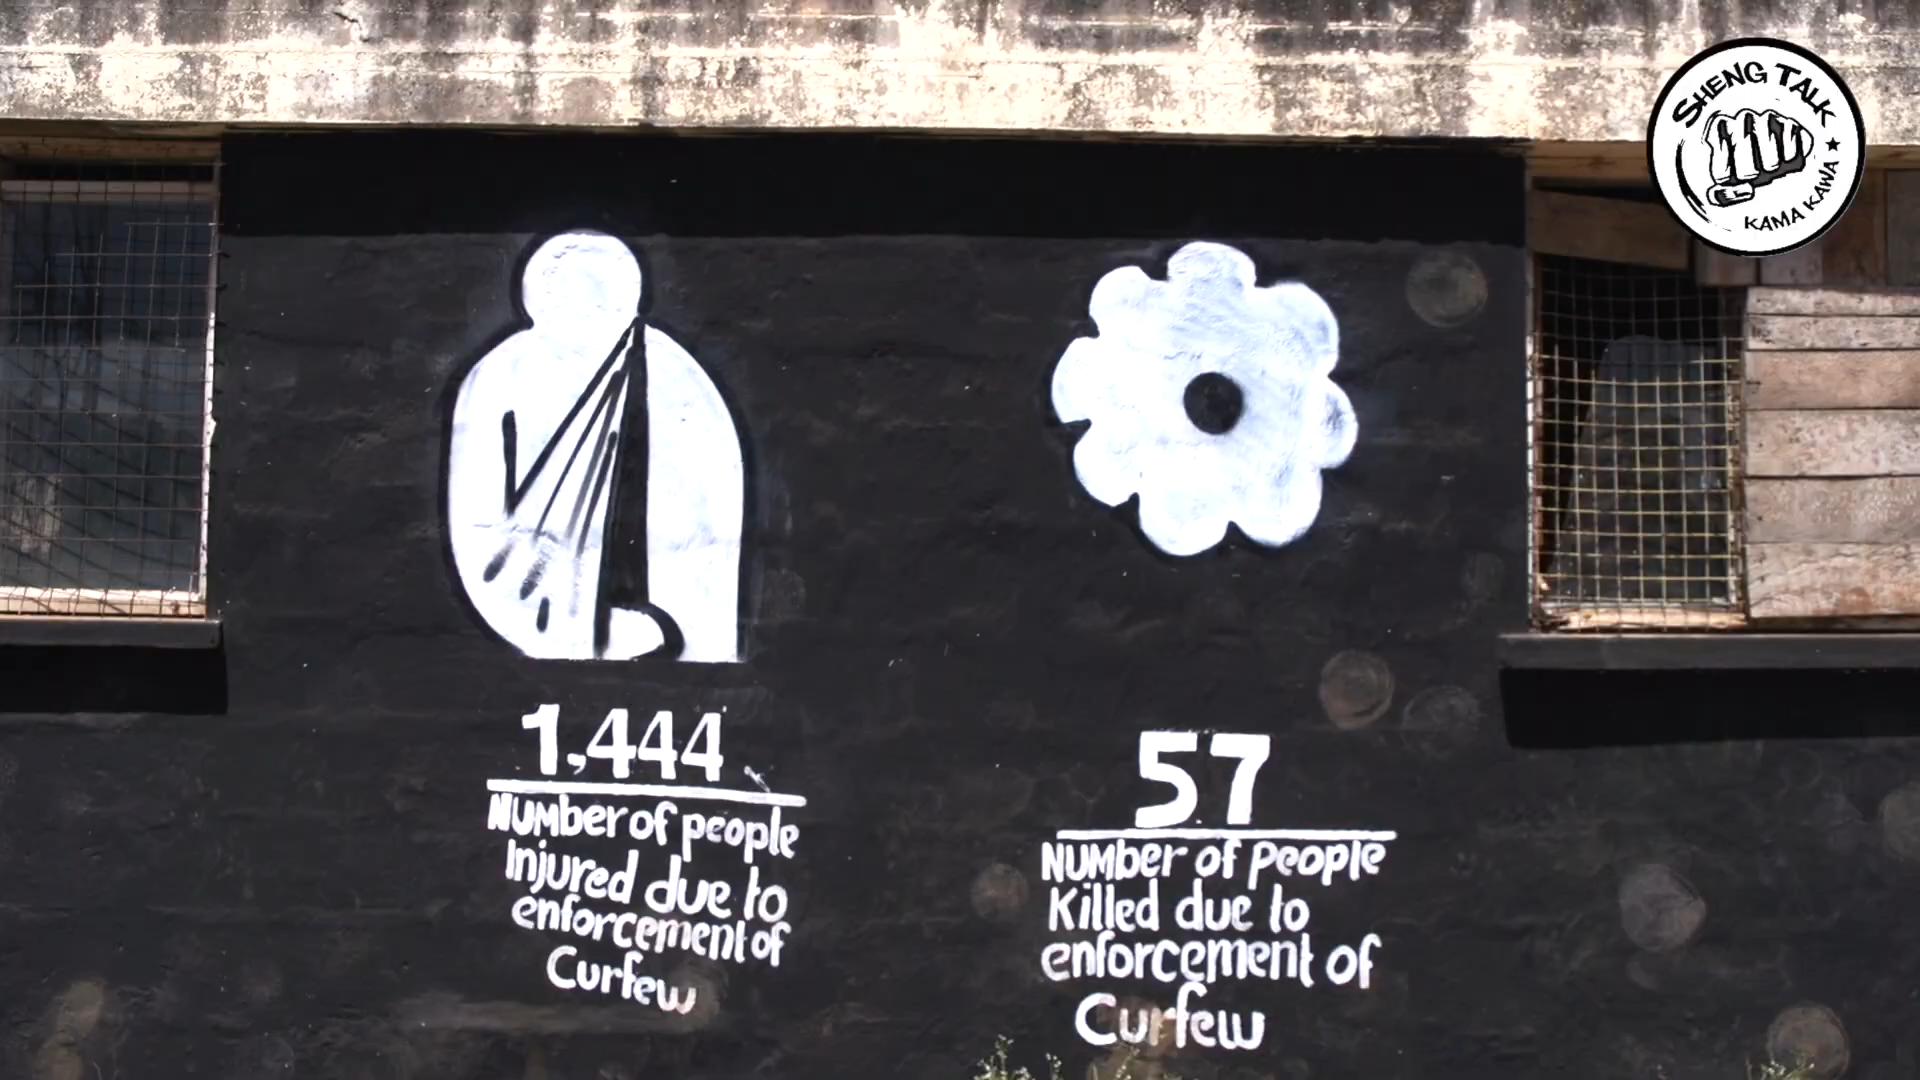 SHENG TALK
KAMA KAWA
1,444
Number of people
Injured due to
enforcement of
Curfew
57
Number of People
Killed due to
enforcement of
Curfew